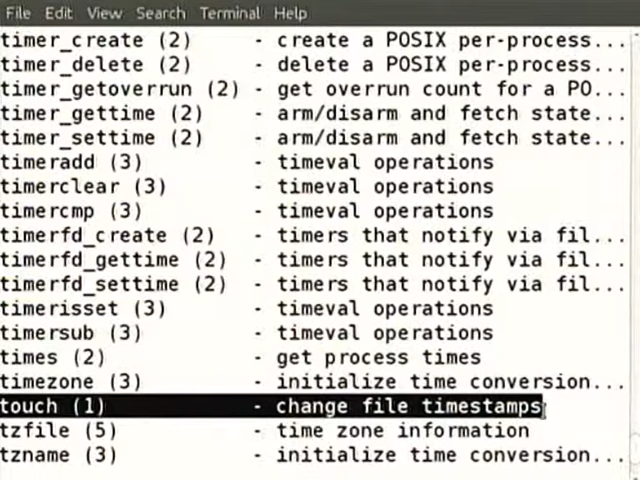 File Edit View Search Terminal Help
timer_create (2) - create a POSIX per-process...
timer_delete (2) - delete a POSIX per-process...
timer_getoverrun (2) - get overrun count for a PO...
timer_gettime (2) - arm/disarm and fetch state...
timer_settime (2) - arm/disarm and fetch state...
timeradd (3) - timeval operations
timerclear (3) - timeval operations
timercmp (3) - timeval operations
timerfd_create (2) - timers that notify via fil...
timerfd_gettime (2) - timers that notify via fil...
timerfd_settime (2) - timers that notify via fil...
timerisset (3) - timeval operations
timersub (3) - timeval operations
times (2) - get process times
timezone (3) - initialize time conversion...
touch (1) - change file timestamps
tzfile (5) - time zone information
tzname (3) - initialize time conversion...